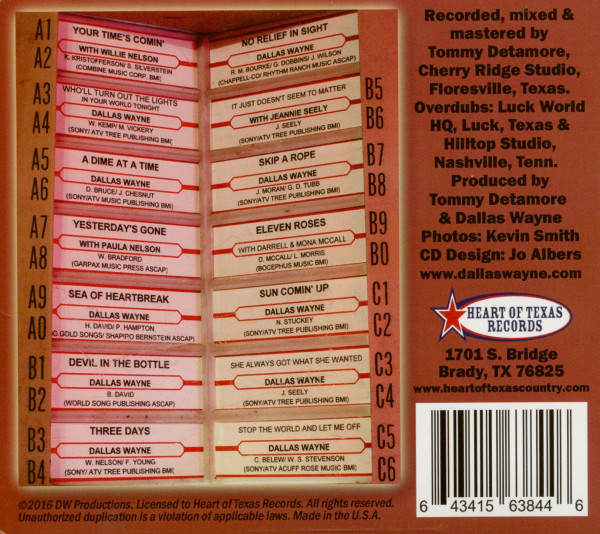 A1
A2
YOUR TIME'S COMIN'
WITH WILLIE NELSON
K. KRISTOFFERSON/ S. SILVERSTEIN
(COMBINE MUSIC CORP. BMI)
A3
A4
WHO'LL TURN OUT THE LIGHTS
IN YOUR WORLD TONIGHT
DALLAS WAYNE
W. KEMP/ M. VICKERY
(SONY/ ATV TREE PUBLISHING BMI)
A5
A6
A DIME AT A TIME
DALLAS WAYNE
D. BRUCE/ J. CHESNUT
(SONY/ATV MUSIC PUBLISHING BMI)
A7
A8
YESTERDAY'S GONE
WITH PAULA NELSON
W. BRADFORD
(GARPAX MUSIC PRESS ASCAP)
A9
A0
SEA OF HEARTBREAK
DALLAS WAYNE
H. DAVID/ P. HAMPTON
GOLD SONGS/ SHAPIRO BERNSTEIN ASCAP)
B1
B2
DEVIL IN THE BOTTLE
DALLAS WAYNE
B. DAVID
(WORLD SONG PUBLISHING ASCAP)
B3
B4
THREE DAYS
DALLAS WAYNE
W. NELSON/ F. YOUNG
(SONY/ ATV TREE PUBLISHING BMI)
NO RELIEF IN SIGHT
DALLAS WAYNE
R. M. BOURKE/ G. DOBBINS/ J. WILSON
(CHAPPELL-CO/ RHYTHM RANCH MUSIC ASCAP)
B5
B6
IT JUST DOESN'T SEEM TO MATTER
WITH JEANNIE SEELY
J. SEELY
(SONY/ATV TREE PUBLISHING BMI)
B7
B8
SKIP A ROPE
DALLAS WAYNE
J. MORAN/ G. D. TUBB
(SONY/ATV TREE PUBLISHING BMI)
B9
B0
ELEVEN ROSES
WITH DARRELL & MONA MCCALL
D. MCCALL/ L. MORRIS
(BOCEPHUS MUSIC BMI)
C1
C2
SUN COMIN' UP
DALLAS WAYNE
N. STUCKEY
(SONY/ATV TREE PUBLISHING BMI)
C3
C4
SHE ALWAYS GOT WHAT SHE WANTED
DALLAS WAYNE
J. SEELY
(SONY/ATV TREE PUBLISHING BMI)
C5
C6
STOP THE WORLD AND LET ME OFF
DALLAS WAYNE
C. BELEW/ W. S. STEVENSON
(SONY/ATV ACUFF ROSE MUSIC BMI)
Recorded, mixed &
mastered by
Tommy Detamore,
Cherry Ridge Studio,
Floresville, Texas.
Overdubs: Luck World
HQ, Luck, Texas &
Hilltop Studio,
Nashville, Tenn.
Produced by
Tommy Detamore
& Dallas Wayne
Photos: Kevin Smith
CD Design: Jo Albers
www.dallaswayne.com
HEART OF TEXAS
RECORDS
1701 S. Bridge
Brady, TX 76825
www.heartoftexascountry.com
6 43415 63844 6
©2016 DW Productions. Licensed to Heart of Texas Records. All rights reserved.
Unauthorized duplication is a violation of applicable laws. Made in the U.S.A.